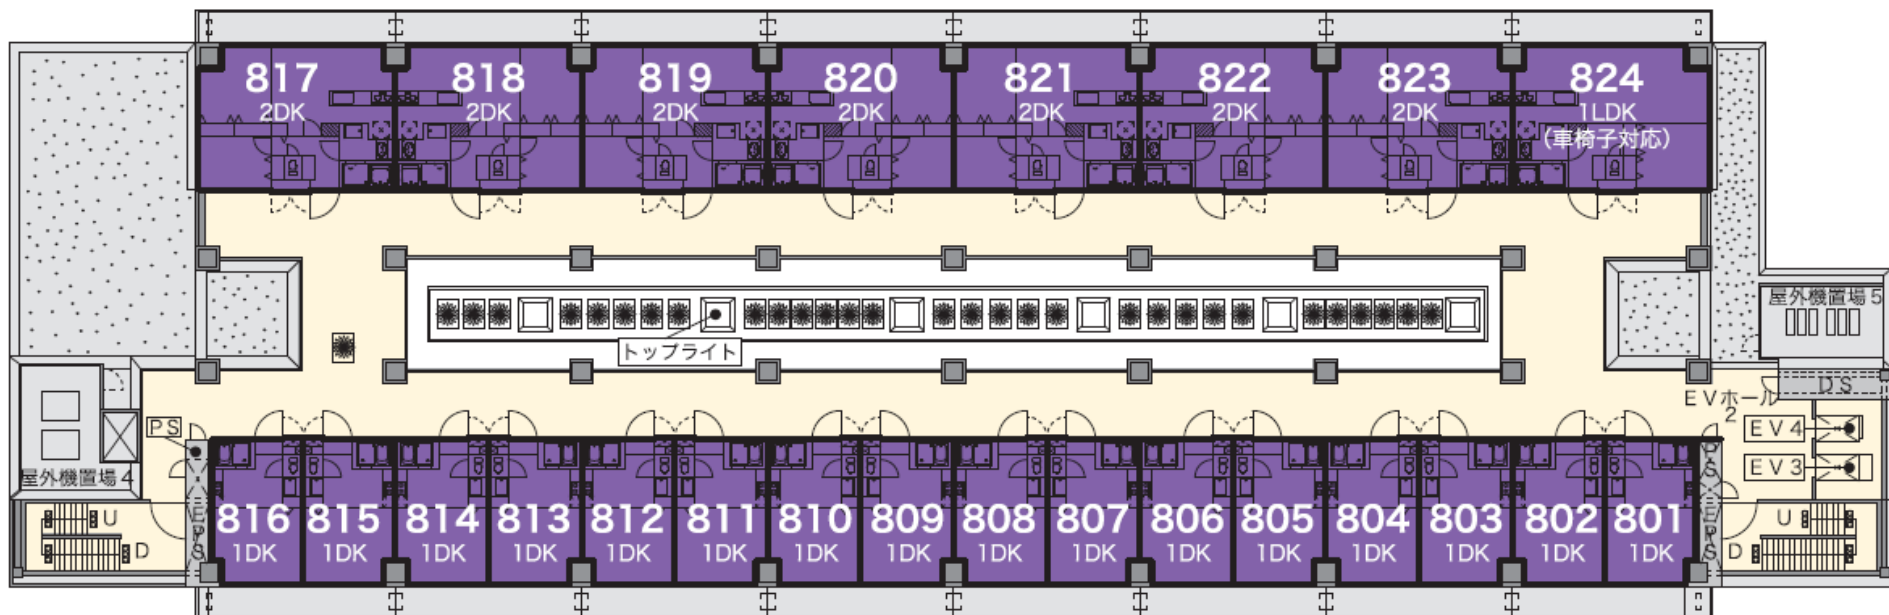 817
2DK
818
2DK
819
2DK
820
2DK
821
2DK
822
2DK
823
2DK
824
1LDK
（車椅子対応）
トップライト
屋外機置場5
DS
EVホール
2
EV4
EV3
PS
屋外機置場4
U
D
EPS
816
1DK
815
1DK
814
1DK
813
1DK
812
1DK
811
1DK
810
1DK
809
1DK
808
1DK
807
1DK
806
1DK
805
1DK
804
1DK
803
1DK
802
1DK
801
1DK
PS
EPS
U
D